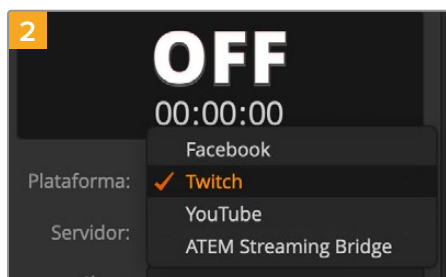 2
OFF
00:00:00
Facebook
Plataforma:
✓ Twitch
YouTube
Servidor:
ATEM Streaming Bridge